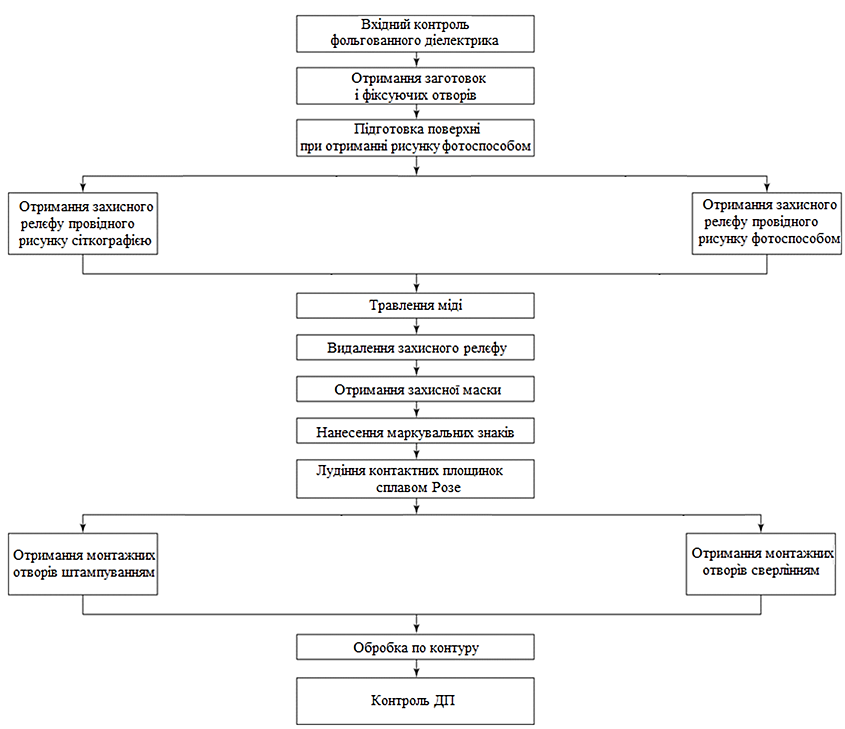 Вхідний контроль
фольгованного діелектрика
Отримання заготовок
і фіксуючих отворів
Підготовка поверхні
при отриманні рисунку фотоспособом
Отримання захисного
релєфу провідного
рисунку сіткографією
Отримання захисного
релєфу провідного
рисунку фотоспособом
Травлення міді
Видалення захисного релєфу
Отримання захисної маски
Нанесення маркувальних знаків
Лудіння контактних площинок
сплавом Розе
Отримання монтажних
отворів штампуванням
Отримання монтажних
отворів сверлінням
Обробка по контуру
Контроль ДП